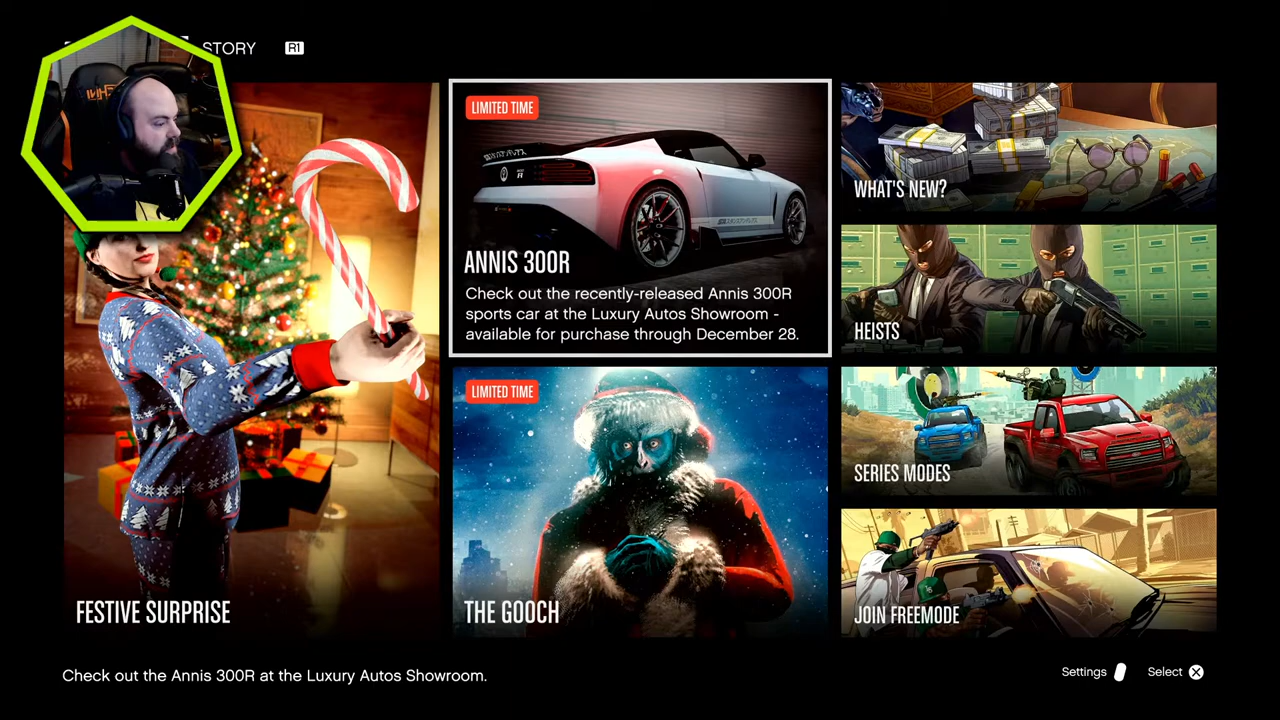 STORY
R1
LIMITED TIME
ANNIS 300R
Check out the recently-released Annis 300R
sports car at the Luxury Autos Showroom -
available for purchase through December 28.
WHAT'S NEW?
HEISTS
LIMITED TIME
SERIES MODES
FESTIVE SURPRISE
THE GOOCH
JOIN FREEMODE
Check out the Annis 300R at the Luxury Autos Showroom.
Settings
Select